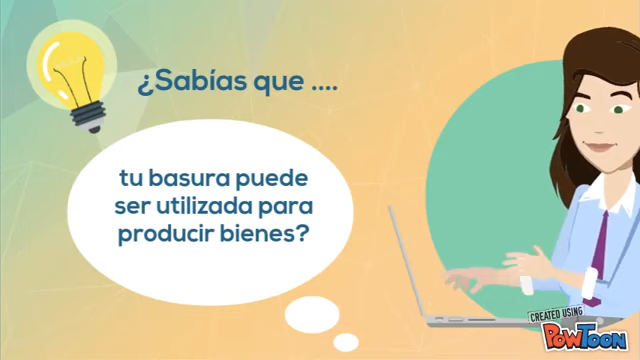 ¿Sabías que ....
tu basura puede
ser utilizada para
producir bienes?
CREATED USING
POWTOON